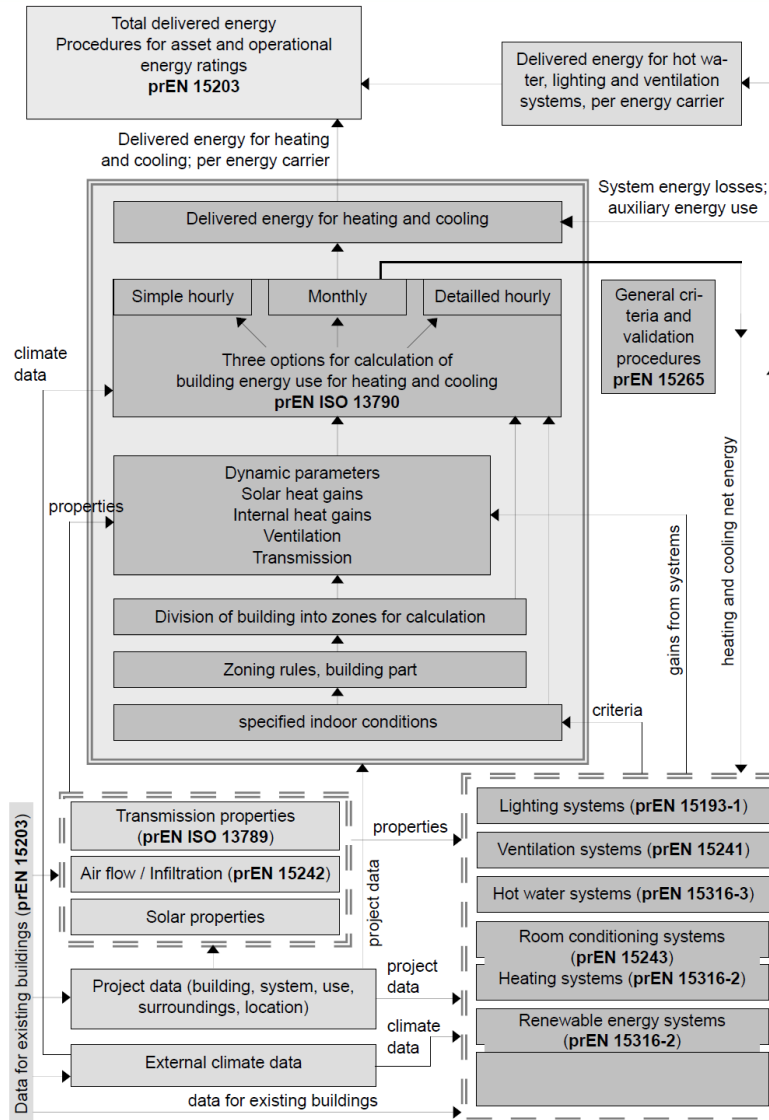 Total delivered energy
Procedures for asset and operational
energy ratings
prEN 15203
Delivered energy for hot wa-
ter, lighting and ventilation
systems, per energy carrier
Delivered energy for heating
and cooling; per energy carrier
System energy losses;
auxiliary energy use
Delivered energy for heating and cooling
Simple hourly
Monthly
Detailled hourly
General cri-
teria and
validation
procedures
prEN 15265
climate
data
Three options for calculation of
building energy use for heating and cooling
prEN ISO 13790
properties
Dynamic parameters
Solar heat gains
Internal heat gains
Ventilation
Transmission
gains from systrems
heating and cooling net energy
Division of building into zones for calculation
Zoning rules, building part
specified indoor conditions
criteria
Data for existing buildings (prEN 15203)
Transmission properties
(prEN ISO 13789)
Air flow / Infiltration (prEN 15242)
Solar properties
properties
project data
Lighting systems (prEN 15193-1)
Ventilation systems (prEN 15241)
Hot water systems (prEN 15316-3)
Room conditioning systems
(prEN 15243)
Heating systems (prEN 15316-2)
Renewable energy systems
(prEN 15316-2)
Project data (building, system, use,
surroundings, location)
project
data
External climate data
climate
data
data for existing buildings